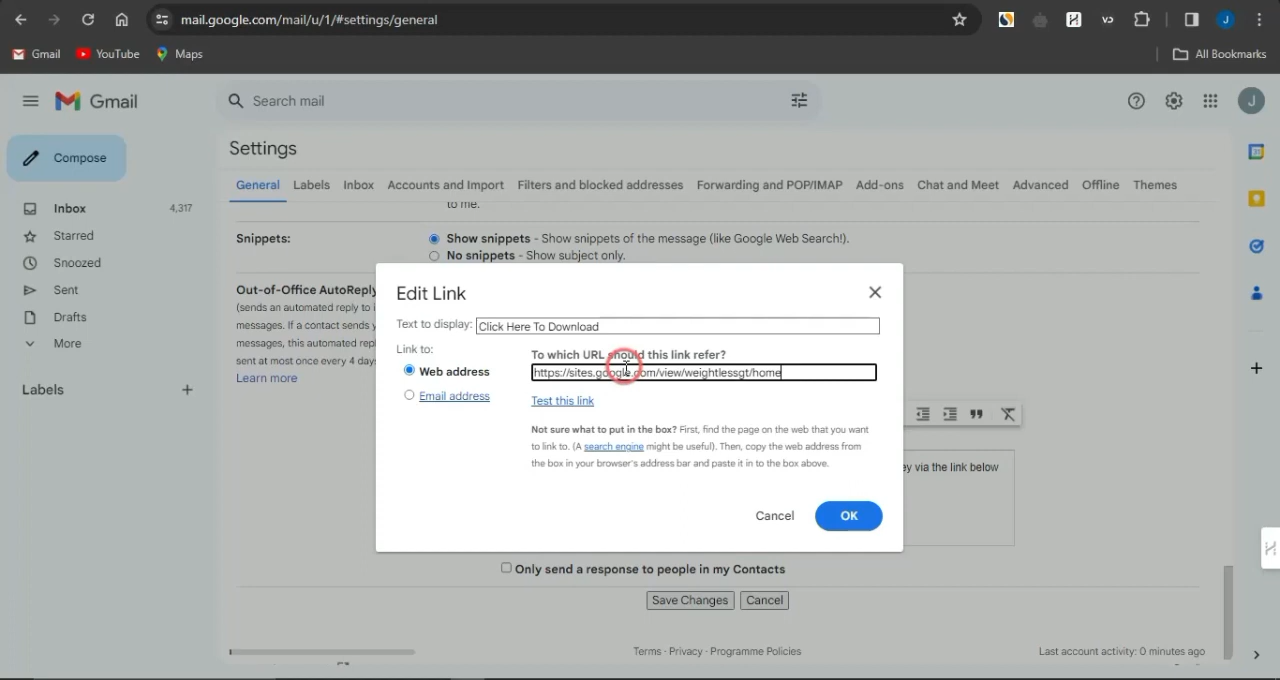 mail.google.com/mail/u/1/#settings/general
J
Gmail
YouTube
Maps
All Bookmarks
Gmail
Search mail
J
Compose
Settings
General
Labels
Inbox
Accounts and Import
Filters and blocked addresses
Forwarding and POP/IMAP
Add-ons
Chat and Meet
Advanced
Offline
Themes
Inbox
4,317
Starred
Snoozed
Sent
Drafts
More
Labels
to me.
Snippets:
Show snippets - Show snippets of the message (like Google Web Search!).
No snippets - Show subject only.
Out-of-Office AutoReply
(sends an automated reply to i
messages. If a contact sends y
messages, this automated repl
sent at most once every 4 days
Learn more
Edit Link
Text to display: Click Here To Download
Link to:
To which URL should this link refer?
Web address
https://sites.google.com/view/weightlessgt/home
Email address
Test this link
Not sure what to put in the box? First, find the page on the web that you want
to link to. (A search engine might be useful). Then, copy the web address from
the box in your browser's address bar and paste it in to the box above.
Cancel
OK
ey via the link below
Only send a response to people in my Contacts
Save Changes
Cancel
Terms · Privacy · Programme Policies
Last account activity: 0 minutes ago